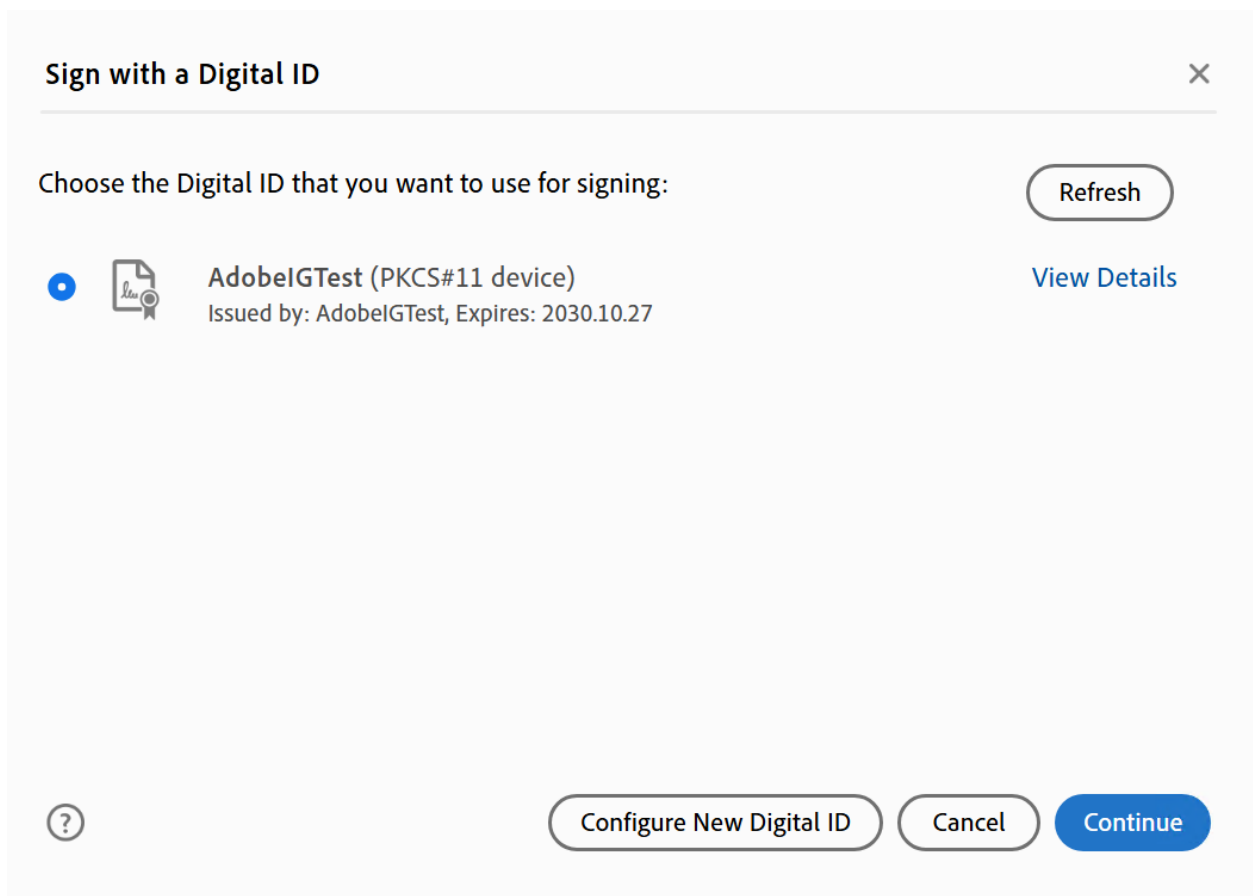 Sign with a Digital ID
Choose the Digital ID that you want to use for signing:
Refresh
AdobeIGTest (PKCS#11 device)
View Details
Issued by: AdobeIGTest, Expires: 2030.10.27
?
Configure New Digital ID
Cancel
Continue